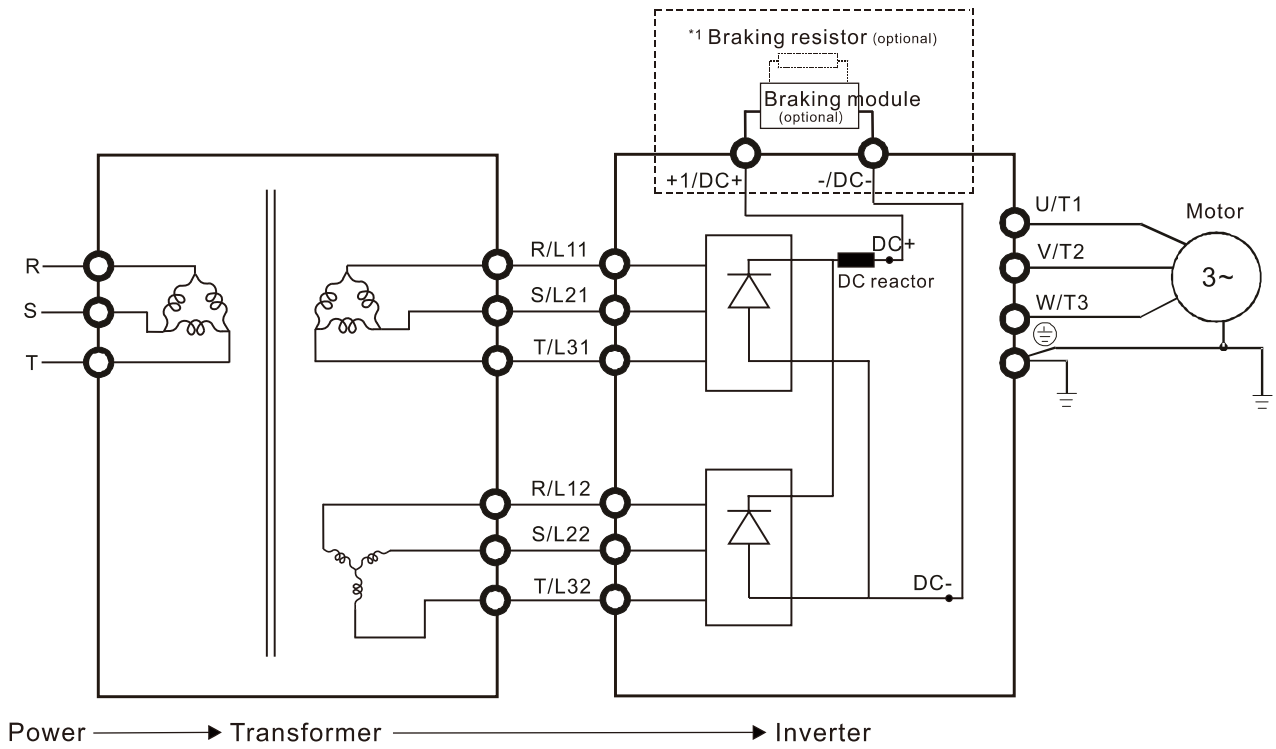 *1 Braking resistor (optional)
Braking module
(optional)
+1/DC+
-/DC-
R
S
T
R/L11
S/L21
T/L31
R/L12
S/L22
T/L32
DC+
DC reactor
DC-
U/T1
V/T2
W/T3
Motor
3~
Power
Transformer
Inverter